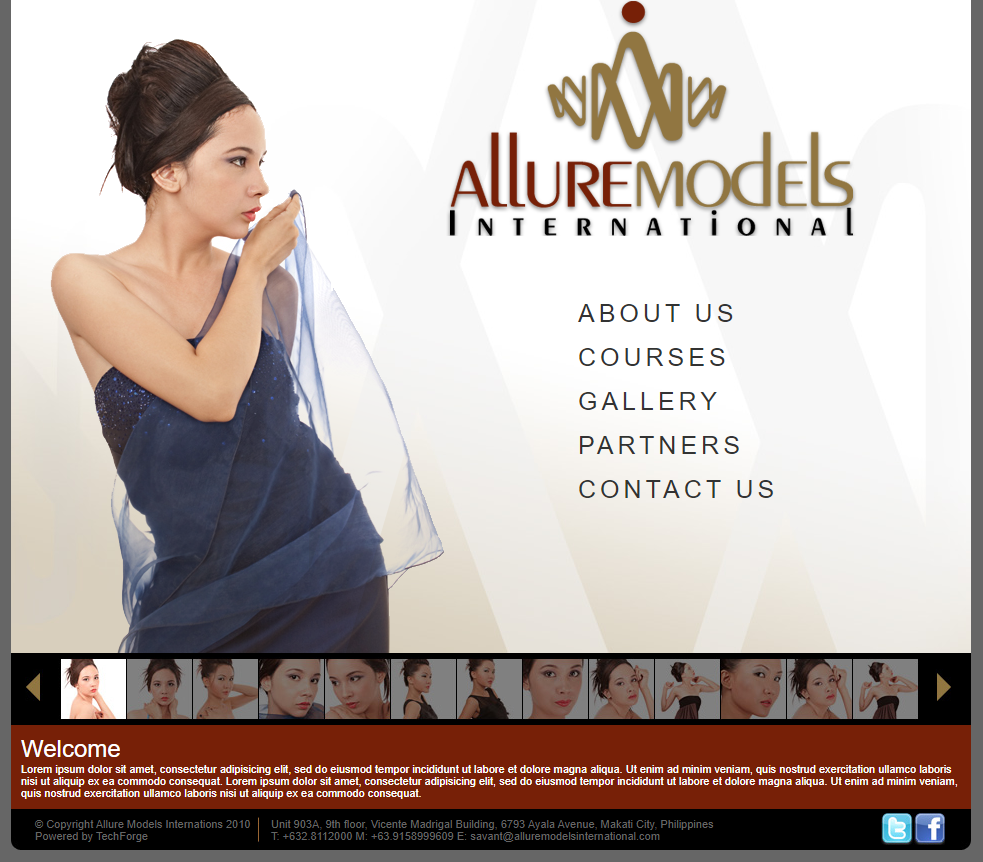 ALLUREMODELS
INTERNATIONAL
ABOUT US
COURSES
GALLERY
PARTNERS
CONTACT US
Welcome
Lorem ipsum dolor sit amet, consectetur adipisicing elit, sed do eiusmod tempor incididunt ut labore et dolore magna aliqua. Ut enim ad minim veniam, quis nostrud exercitation ullamco laboris
nisi ut aliquip ex ea commodo consequat. Lorem ipsum dolor sit amet, consectetur adipisicing elit, sed do eiusmod tempor incididunt ut labore et dolore magna aliqua. Ut enim ad minim veniam,
quis nostrud exercitation ullamco laboris nisi ut aliquip ex ea commodo consequat.
© Copyright Allure Models Internations 2010
Powered by TechForge
Unit 903A, 9th floor, Vicente Madrigal Building, 6793 Ayala Avenue, Makati City, Philippines
T: +632.8112000 M: +63.9158999609 E: savant@alluremodelsinternational.com